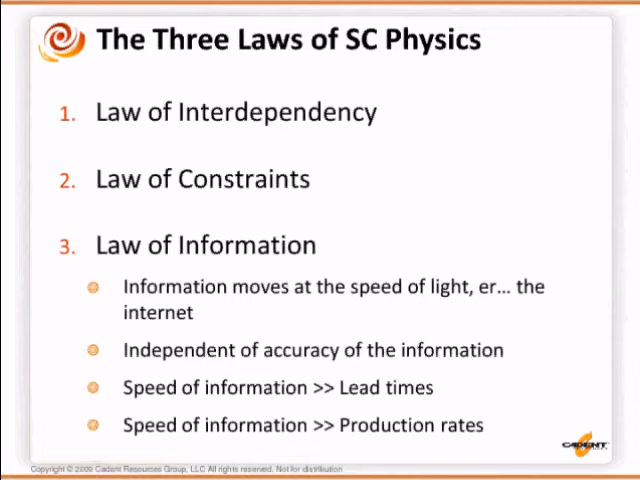 The Three Laws of SC Physics
1. Law of Interdependency
2. Law of Constraints
3. Law of Information
Information moves at the speed of light, er... the
internet
Independent of accuracy of the information
Speed of information >> Lead times
Speed of information >> Production rates
CADENT
Copyright © 2009 Cadent Resources Group, LLC All rights reserved. Not for distribution